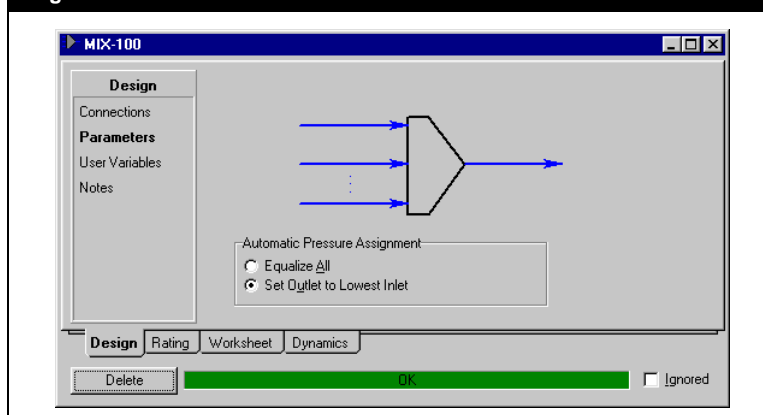 MIX-100
Design
Connections
Parameters
User Variables
Notes
Automatic Pressure Assignment
Equalize All
Set Outlet to Lowest Inlet
Design Rating Worksheet Dynamics
Delete OK Ignored